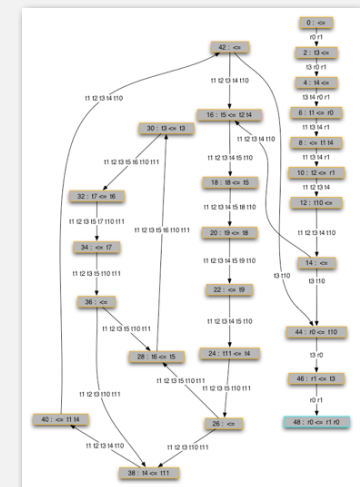 0 : <=
r0 r1
42 : <=
2 : t3 <=
t3 r0 r1
4 : t4 <=
t1 t2 t3 t4 t10
t3 t4 r0 r1
16 : t5 <= t2 t4
6 : t1 <= r0
t1 t3 t4 r1
30 : t3 <= t3
t1 t2 t3 t4 t10
8 : <= t1 t4
t1 t3 t4 r1
t1 t2 t3 t4 t5 t10
10 : t2 <= r1
t1 t2 t3 t5 t6 t10 t11
18 : t8 <= t5
t1 t2 t3 t4
32 : t7 <= t6
12 : t10 <=
t1 t2 t3 t4 t5 t8 t10
t1 t2 t3 t5 t7 t10 t11
t1 t2 t3 t5 t6 t10 t11
20 : t9 <= t8
t1 t2 t3 t4 t10
34 : <= t7
t1 t2 t3 t4 t5 t9 t10
14 : <=
t1 t2 t3 t5 t10 t11
t3 t10
t3 t10
22 : <= t9
36 : <=
t1 t2 t3 t4 t5 t10
44 : r0 <= t10
t1 t2 t3 t5 t10 t11
28 : t6 <= t5
24 : t11 <= t4
t3 r0
46 : r1 <= t3
t1 t2 t3 t5 t10 t11
t1 t2 t3 t5 t10 t11
r0 r1
40 : <= t1 t4
26 : <=
48 : r0 <= r1 r0
t1 t2 t3 t4 t10
t1 t2 t3 t5 t10 t11
t1 t2 t3 t5 t10 t11
38 : t4 <= t11